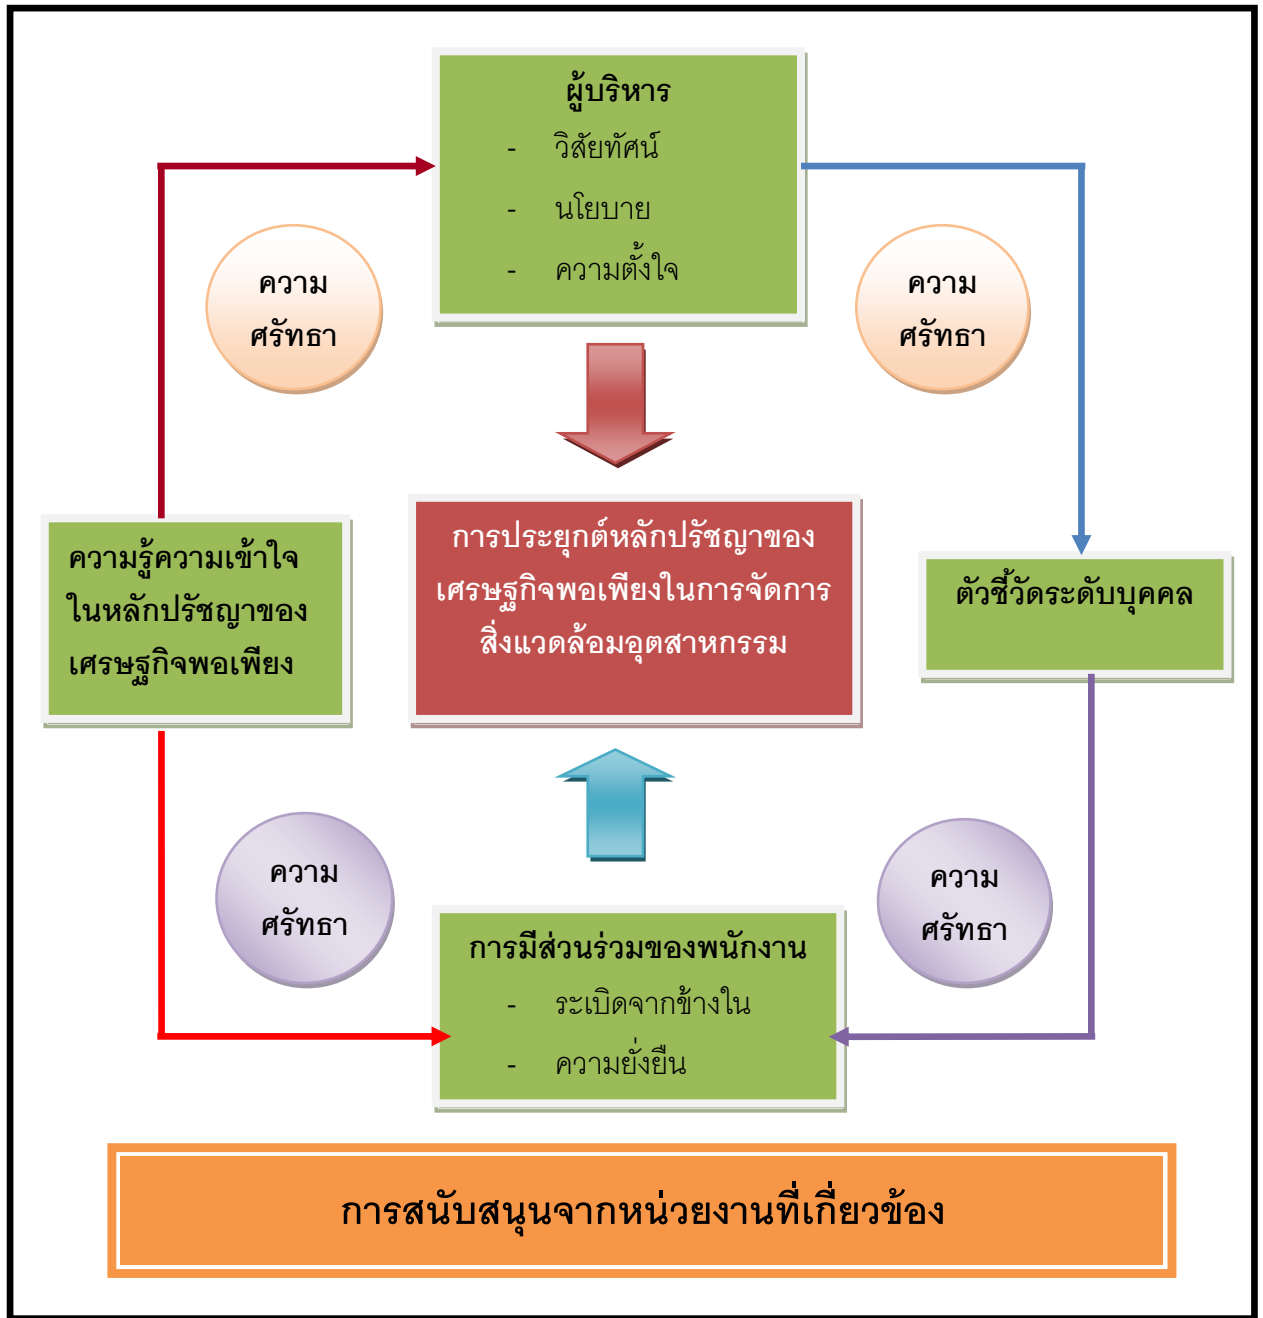 ผู้บริหาร
- วิสัยทัศน์
- นโยบาย
- ความตั้งใจ
ความ
ศรัทธา
ความ
ศรัทธา
ความรู้ความเข้าใจ
ในหลักปรัชญาของ
เศรษฐกิจพอเพียง
การประยุกต์หลักปรัชญาของ
เศรษฐกิจพอเพียงในการจัดการ
สิ่งแวดล้อมอุตสาหกรรม
ตัวชี้วัดระดับบุคคล
ความ
ศรัทธา
ความ
ศรัทธา
การมีส่วนร่วมของพนักงาน
- ระเบิดจากข้างใน
- ความยั่งยืน
การสนับสนุนจากหน่วยงานที่เกี่ยวข้อง